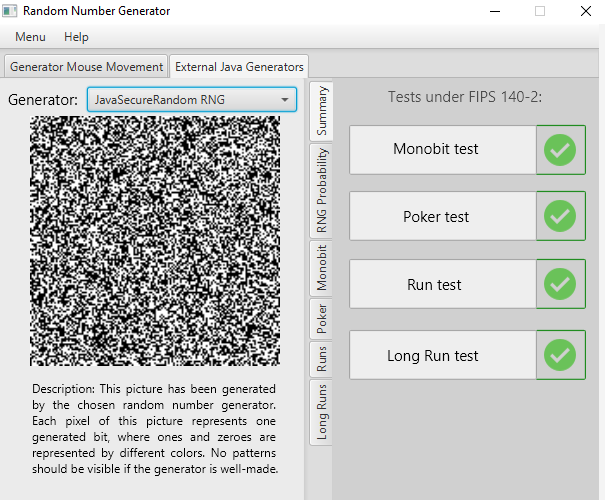 Random Number Generator
Menu Help
Generator Mouse Movement External Java Generators
Generator: JavaSecureRandom RNG
Description: This picture has been generated
by the chosen random number generator.
Each pixel of this picture represents one
generated bit, where ones and zeroes are
represented by different colors. No patterns
should be visible if the generator is well-made.
Summary
RNG Probability
Monobit
Poker
Runs
Long Runs
Tests under FIPS 140-2:
Monobit test
Poker test
Run test
Long Run test